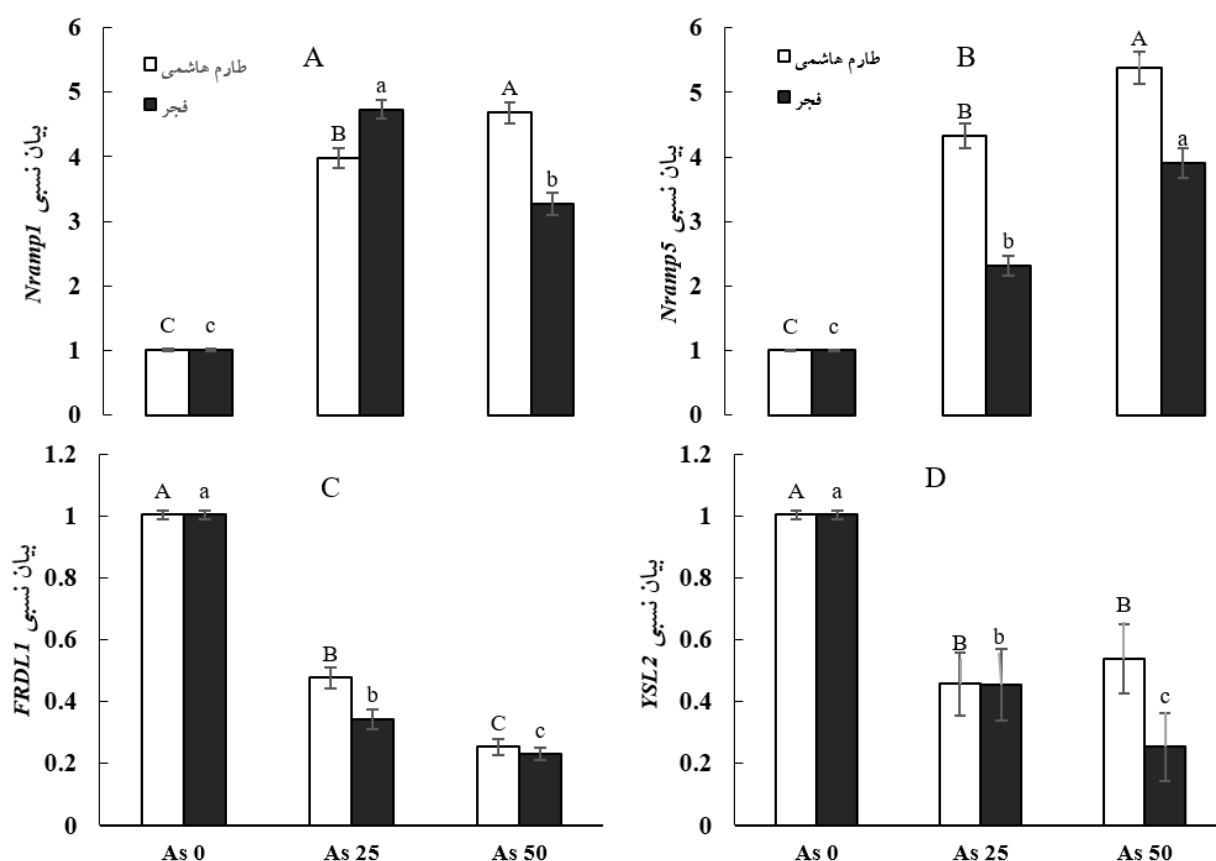 A
طارم هاشمی
فجر
بیان نسبی Nramp1
6
5
4
3
2
1
0
C c
B a
A b
B
طارم هاشمی
فجر
بیان نسبی Nramp5
6
5
4
3
2
1
0
C c
B b
A a
C
بیان نسبی FRDL1
1.2
1
0.8
0.6
0.4
0.2
0
A a
B b
C c
As 0 As 25 As 50
D
بیان نسبی YSL2
1.2
1
0.8
0.6
0.4
0.2
0
A a
B b
B c
As 0 As 25 As 50